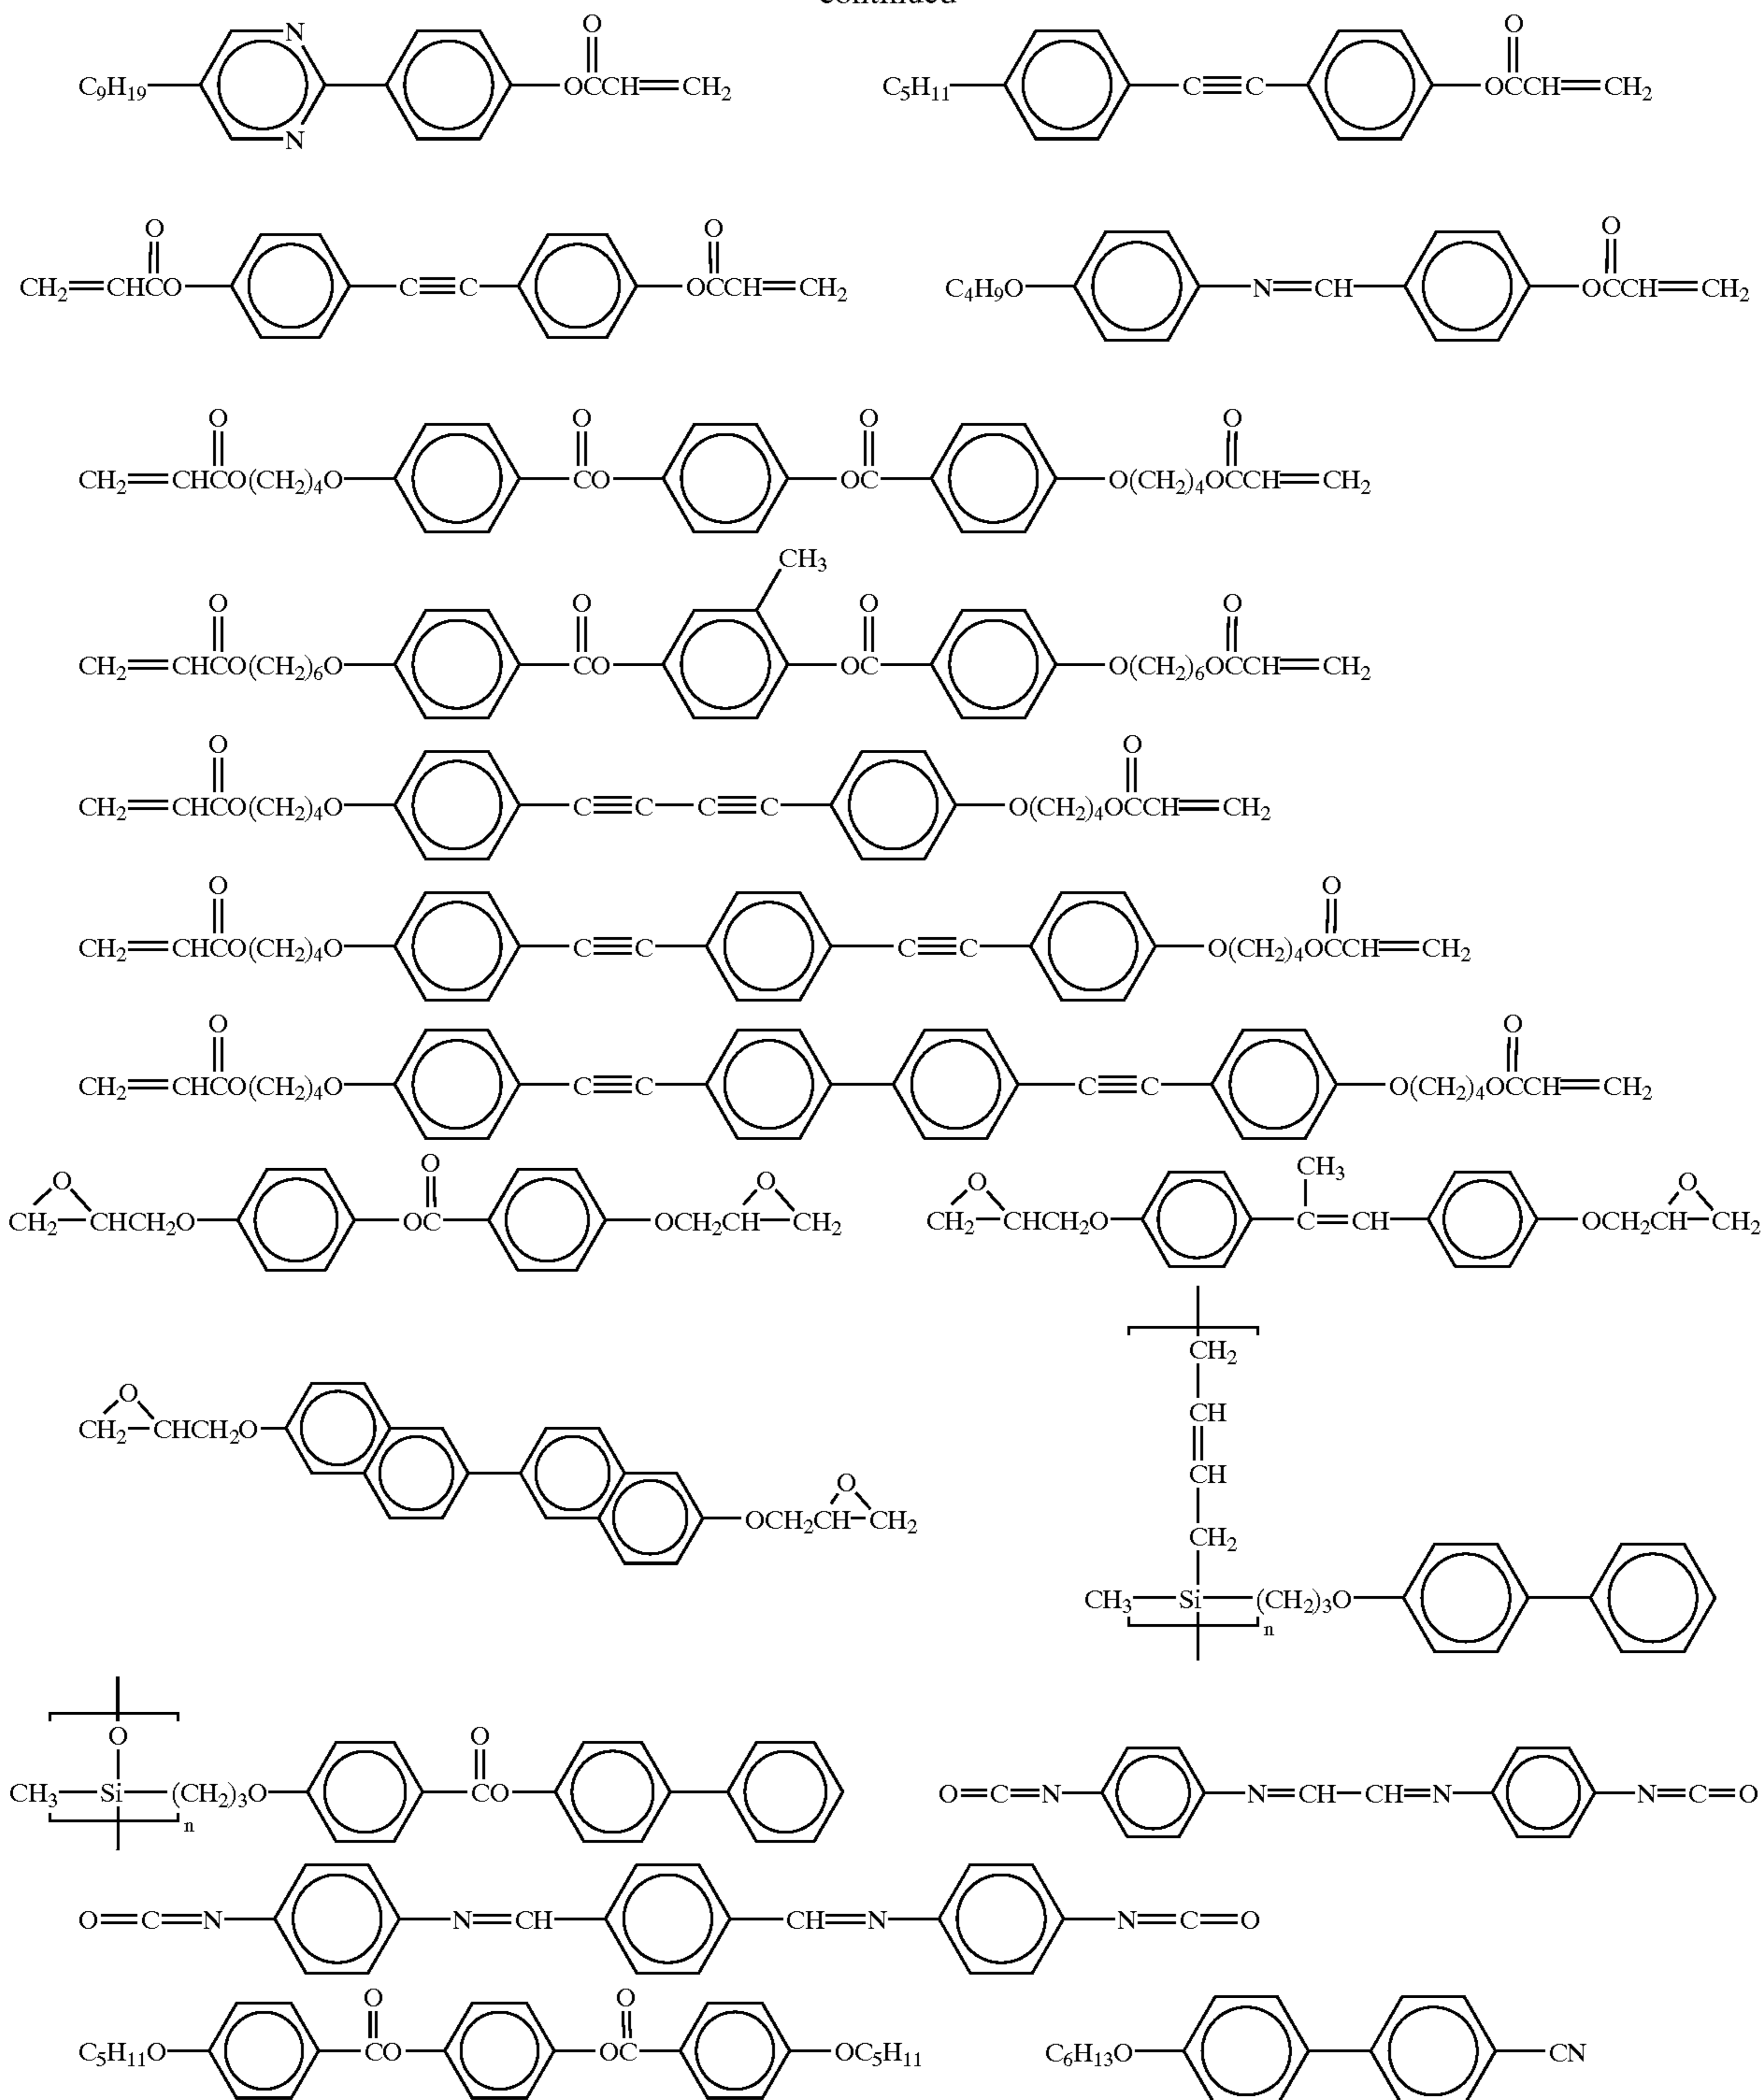 continued
O O
N
C₉H₁₉ OCCH=CH₂ C₅H₁₁ C≡C OCCH=CH₂
N
O O O
CH₂=CHCO C≡C OCCH=CH₂ C₄H₉O N=CH OCCH=CH₂
O O O O
CH₂=CHCO(CH₂)₄O CO OC O(CH₂)₄OCCH=CH₂
CH₃
O O O O
CH₂=CHCO(CH₂)₆O CO OC O(CH₂)₆OCCH=CH₂
O O
CH₂=CHCO(CH₂)₄O C≡C C≡C O(CH₂)₄OCCH=CH₂
O O
CH₂=CHCO(CH₂)₄O C≡C C≡C O(CH₂)₄OCCH=CH₂
O O
CH₂=CHCO(CH₂)₄O C≡C C≡C O(CH₂)₄OCCH=CH₂
O O O O CH₃ O
CH₂ CHCH₂O OC OCH₂CH CH₂ CH₂ CHCH₂O C=CH OCH₂CH CH₂
CH₂
O CH
CH₂ CHCH₂O
O CH
OCH₂CH CH₂ CH₂
CH₃ Si (CH₂)₃O
n
O O
CH₃ Si (CH₂)₃O CO O=C=N N=CH CH=N N=C=O
n
O=C=N N=CH CH=N N=C=O
O O
C₅H₁₁O CO OC OC₅H₁₁ C₆H₁₃O CN